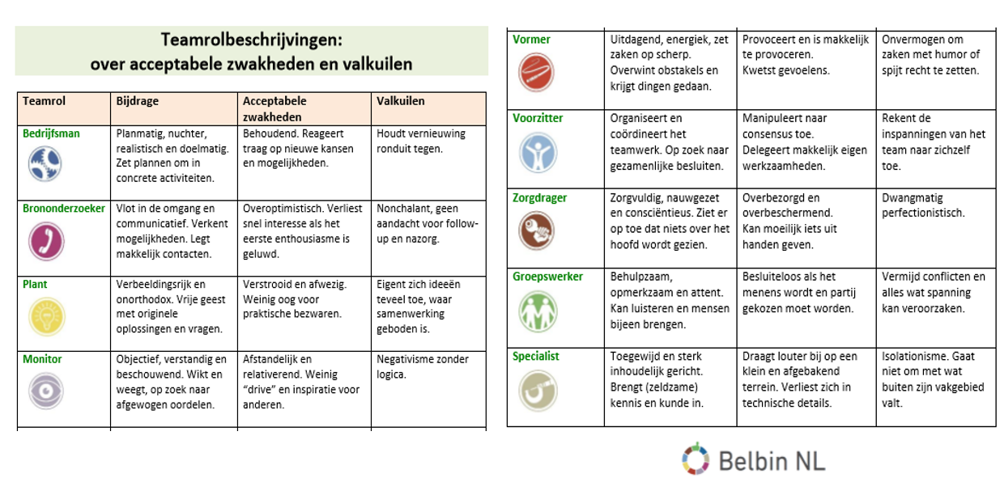 Teamrolbeschrijvingen:
over acceptabele zwakheden en valkuilen
Teamrol
Bijdrage
Acceptabele
zwakheden
Valkuilen
Bedrijfsman
Planmatig, nuchter,
realistisch en doelmatig.
Zet plannen om in
concrete activiteiten.
Behoudend. Reageert
traag op nieuwe kansen
en mogelijkheden.
Houdt vernieuwing
ronduit tegen.
Brononderzoeker
Vlot in de omgang en
communicatief. Verkent
mogelijkheden. Legt
makkelijk contacten.
Overoptimistisch. Verliest
snel interesse als het
eerste enthousiasme is
geluwd.
Nonchalant, geen
aandacht voor follow-
up en nazorg.
Plant
Verbeeldingsrijk en
onorthodox. Vrije geest
met originele
oplossingen en vragen.
Verstrooid en afwezig.
Weinig oog voor
praktische bezwaren.
Eigent zich ideeën
teveel toe, waar
samenwerking
geboden is.
Monitor
Objectief, verstandig en
beschouwend. Wikt en
weegt, op zoek naar
afgewogen oordelen.
Afstandelijk en
relativerend. Weinig
“drive” en inspiratie voor
anderen.
Negativisme zonder
logica.
Vormer
Uitdagend, energiek, zet
zaken op scherp.
Overwint obstakels en
krijgt dingen gedaan.
Provoceert en is makkelijk
te provoceren.
Kwetst gevoelens.
Onvermogen om
zaken met humor of
spijt recht te zetten.
Voorzitter
Organiseert en
coördineert het
teamwerk. Op zoek naar
gezamenlijke besluiten.
Manipuleert naar
consensus toe.
Delegeert makkelijk eigen
werkzaamheden.
Rekent de
inspanningen van het
team naar zichzelf
toe.
Zorgdrager
Zorgvuldig, nauwgezet
en consciëntieus. Ziet er
op toe dat niets over het
hoofd wordt gezien.
Overbezorgd en
overbeschermend.
Kan moeilijk iets uit
handen geven.
Dwangmatig
perfectionistisch.
Groepswerker
Behulpzaam,
opmerkzaam en attent.
Kan luisteren en mensen
bijeen brengen.
Besluiteloos als het
menens wordt en partij
gekozen moet worden.
Vermijd conflicten en
alles wat spanning
kan veroorzaken.
Specialist
Toegewijd en sterk
inhoudelijk gericht.
Brengt (zeldzame)
kennis en kunde in.
Draagt louter bij op een
klein en afgebakend
terrein. Verliest zich in
technische details.
Isolationisme. Gaat
niet om met wat
buiten zijn vakgebied
valt.
Belbin NL